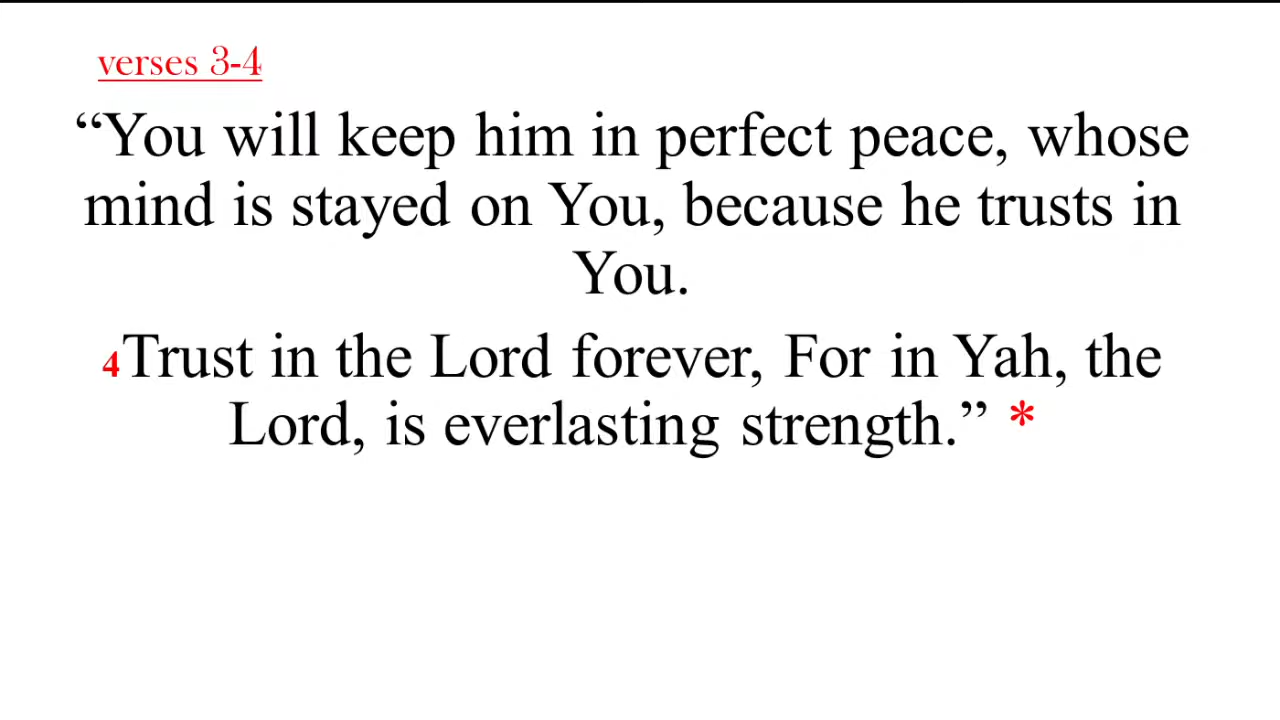 verses 3-4
“You will keep him in perfect peace, whose
mind is stayed on You, because he trusts in
You.
4Trust in the Lord forever, For in Yah, the
Lord, is everlasting strength.” *